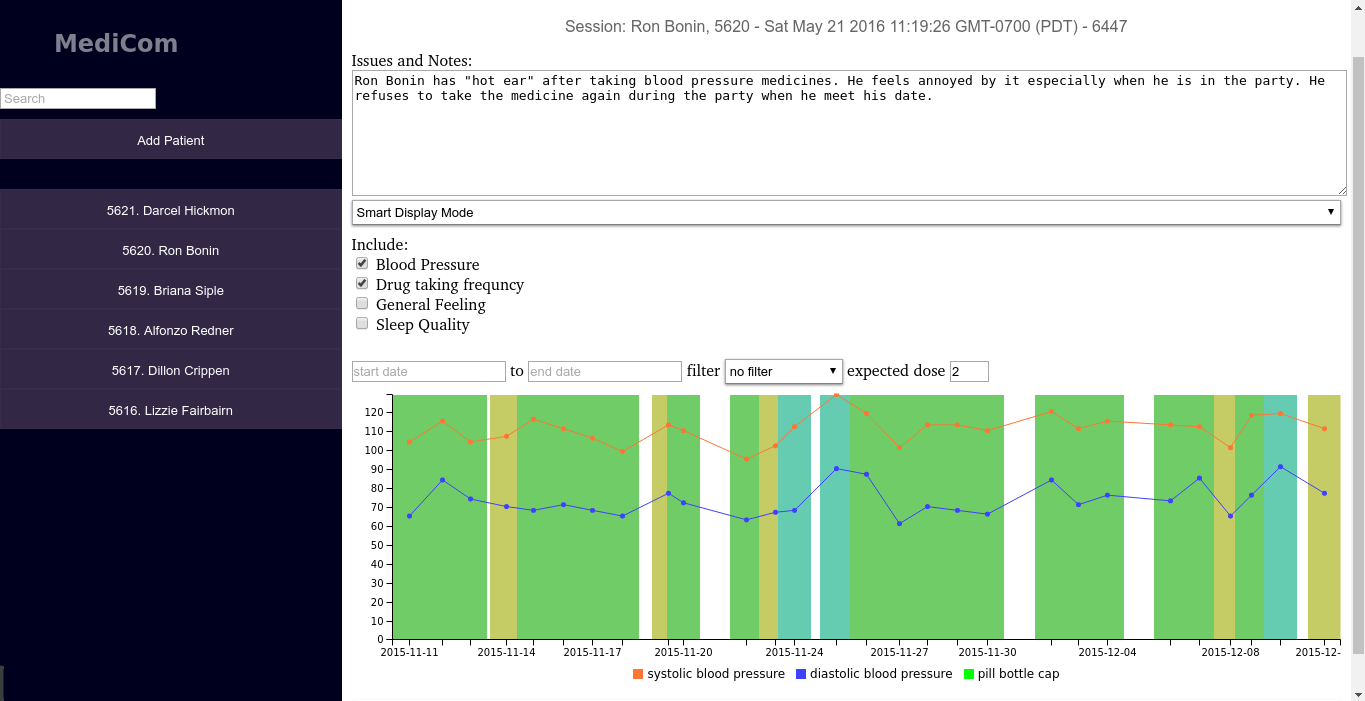 MediCom
Search
Add Patient
5621. Darcel Hickmon
5620. Ron Bonin
5619. Briana Siple
5618. Alfonzo Redner
5617. Dillon Crippen
5616. Lizzie Fairbairn
Session: Ron Bonin, 5620 - Sat May 21 2016 11:19:26 GMT-0700 (PDT) - 6447
Issues and Notes:
Ron Bonin has "hot ear" after taking blood pressure medicines. He feels annoyed by it especially when he is in the party. He
refuses to take the medicine again during the party when he meet his date.
Smart Display Mode
Include:
Blood Pressure
Drug taking frequncy
General Feeling
Sleep Quality
start date to end date filter no filter expected dose 2
120
110
100
90
80
70
60
50
40
30
20
10
0
2015-11-11 2015-11-14 2015-11-17 2015-11-20 2015-11-24 2015-11-27 2015-11-30 2015-12-04 2015-12-08 2015-12-
systolic blood pressure diastolic blood pressure pill bottle cap